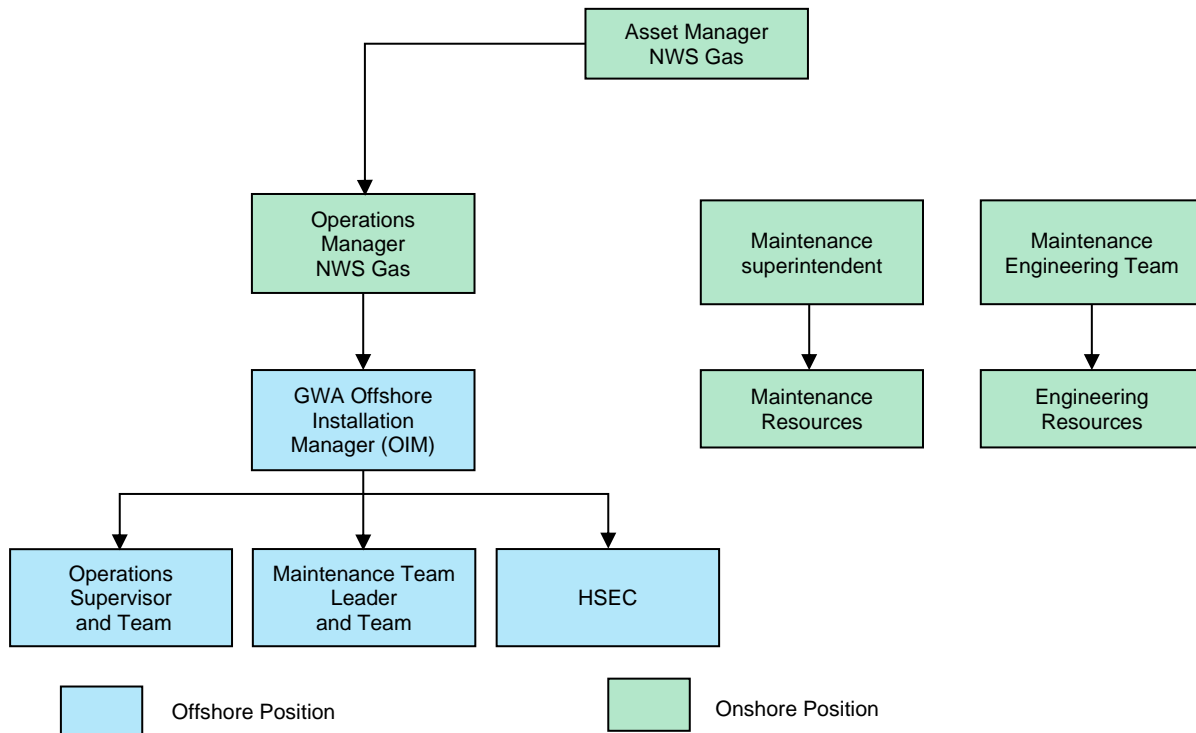 Asset Manager
NWS Gas
Operations
Manager
NWS Gas
Maintenance
superintendent
Maintenance
Engineering Team
GWA Offshore
Installation
Manager (OIM)
Maintenance
Resources
Engineering
Resources
Operations
Supervisor
and Team
Maintenance Team
Leader
and Team
HSEC
Offshore Position
Onshore Position